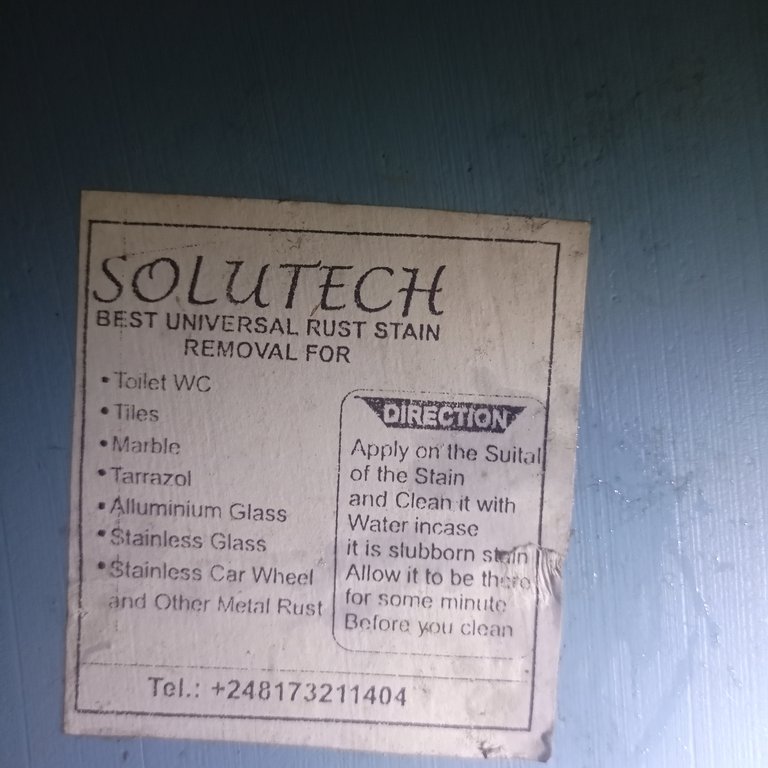 SOLUTECH
BEST UNIVERSAL RUST STAIN
REMOVAL FOR
• Toilet WC
• Tiles
• Marble
• Tarrazol
• Alluminium Glass
• Stainless Glass
• Stainless Car Wheel
and Other Metal Rust
DIRECTION
Apply on the Suital
of the Stain
and Clean it with
Water incase
it is stubborn stain
Allow it to be there
for some minute
Before you clean
Tel.: +248173211404